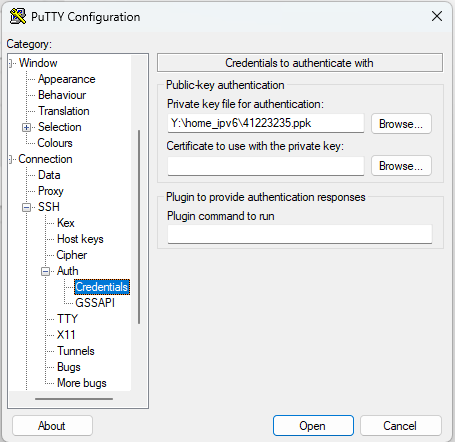 PuTTY Configuration
Category:
Window
Appearance
Behaviour
Translation
Selection
Colours
Connection
Data
Proxy
SSH
Kex
Host keys
Cipher
Auth
Credentials
GSSAPI
TTY
X11
Tunnels
Bugs
More bugs
Credentials to authenticate with
Public-key authentication
Private key file for authentication:
Y:\home_ipv6\41223235.ppk
Browse...
Certificate to use with the private key:
Browse...
Plugin to provide authentication responses
Plugin command to run
About
Open
Cancel